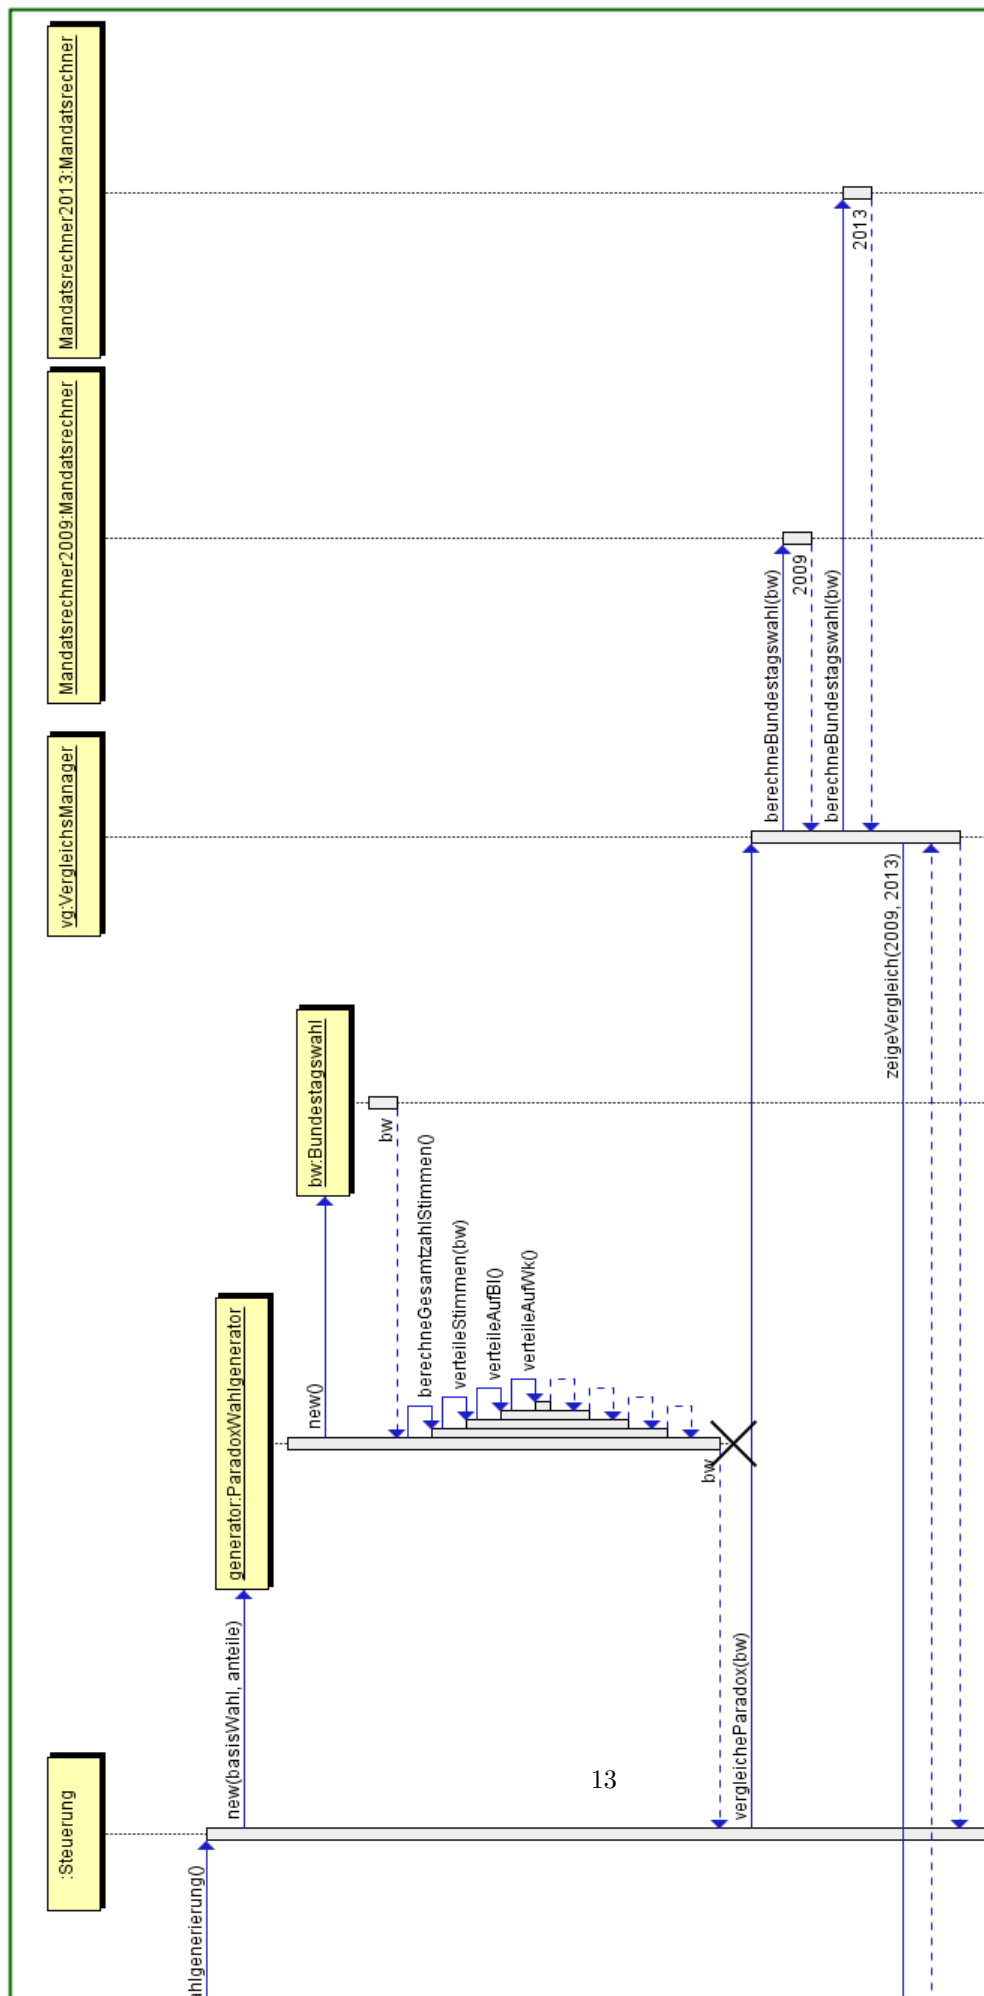 :Steuerung
generator:ParadoxWahlgenerator
bw:Bundestagswahl
vg:VergleichsManager
Mandatsrechner2009:Mandatsrechner
Mandatsrechner2013:Mandatsrechner
ahlgenerierung()
new(basisWahl, anteile)
new()
bw
berechneGesamtzahlStimmen()
verteileStimmen(bw)
verteileAufBl()
verteileAufWk()
bw
vergleicheParadox(bw)
berechneBundestagswahl(bw)
2009
berechneBundestagswahl(bw)
2013
zeigeVergleich(2009, 2013)
13